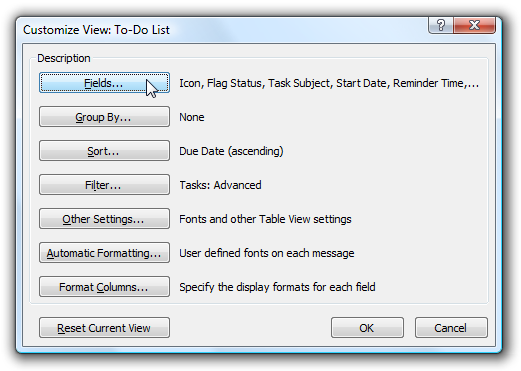 Customize View: To-Do List
Description
Fields... Icon, Flag Status, Task Subject, Start Date, Reminder Time,...
Group By... None
Sort... Due Date (ascending)
Filter... Tasks: Advanced
Other Settings... Fonts and other Table View settings
Automatic Formatting... User defined fonts on each message
Format Columns... Specify the display formats for each field
Reset Current View OK Cancel